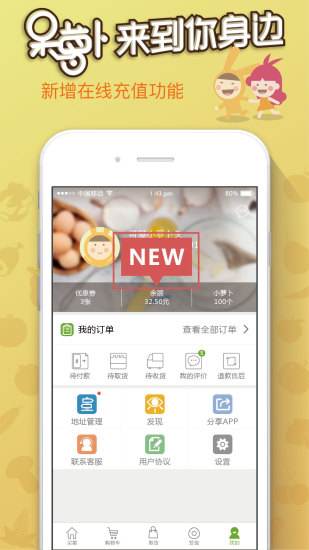 呆萝卜来到你身边
新增在线充值功能
中国移动 1:43 pm 80%
NEW
优惠券 余额 小萝卜
3张 32.50元 100个
我的订单 查看全部订单
待付款 待取货 待收货 我的评价 退款售后
地址管理 发现 分享APP
联系客服 用户协议 设置
购物车 我的